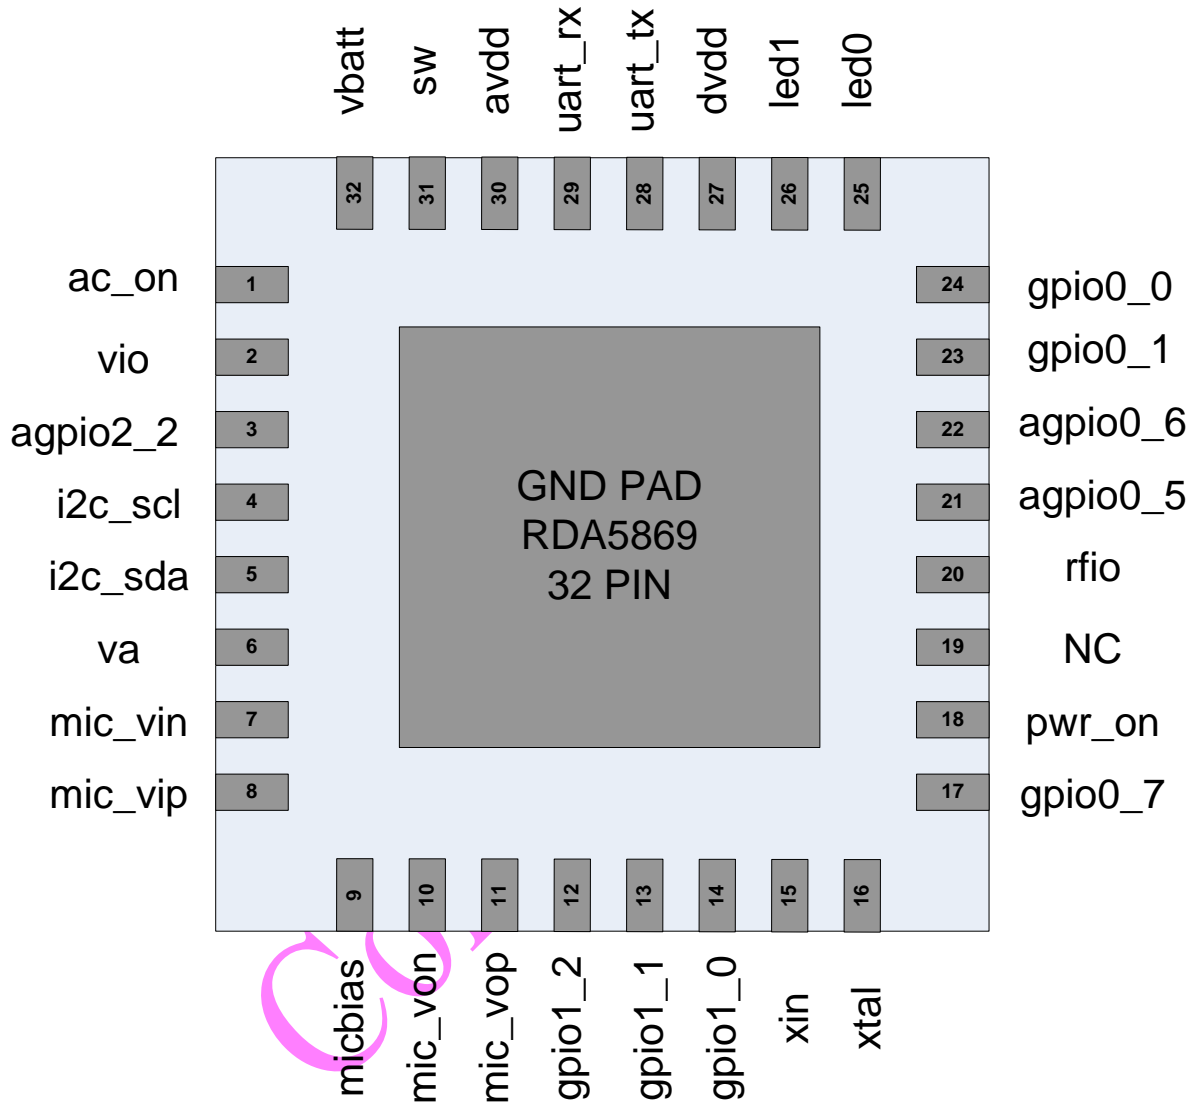 vbatt
sw
avdd
uart_rx
uart_tx
dvdd
led1
led0
32
31
30
29
28
27
26
25
ac_on
1
24
gpio0_0
vio
2
23
gpio0_1
agpio2_2
3
22
agpio0_6
i2c_scl
4
21
agpio0_5
GND PAD
RDA5869
32 PIN
i2c_sda
5
20
rfio
va
6
19
NC
mic_vin
7
18
pwr_on
mic_vip
8
17
gpio0_7
9
10
11
12
13
14
15
16
micbias
mic_von
mic_vop
gpio1_2
gpio1_1
gpio1_0
xin
xtal